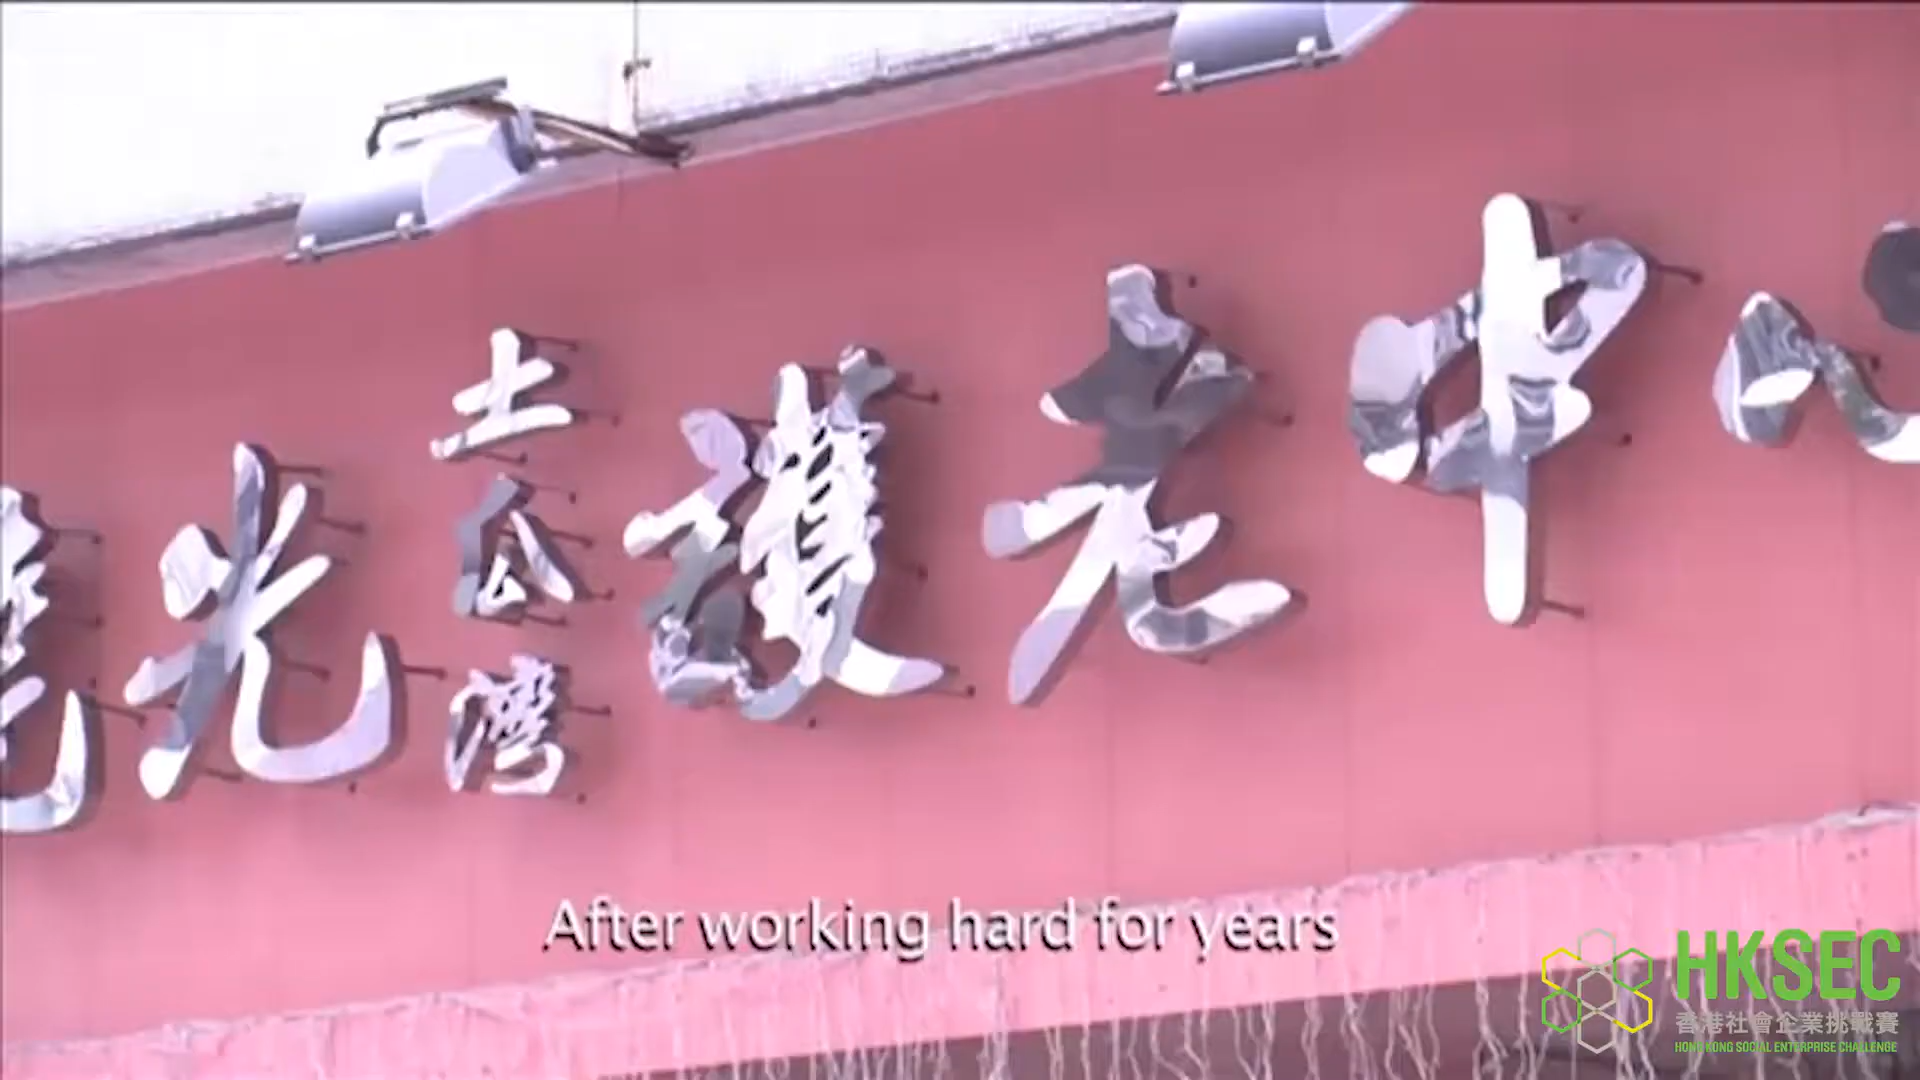 光
土
瓜
灣
護老中心
After working hard for years
HKSEC
香港社會企業挑戰賽
HONG KONG SOCIAL ENTERPRISE CHALLENGE